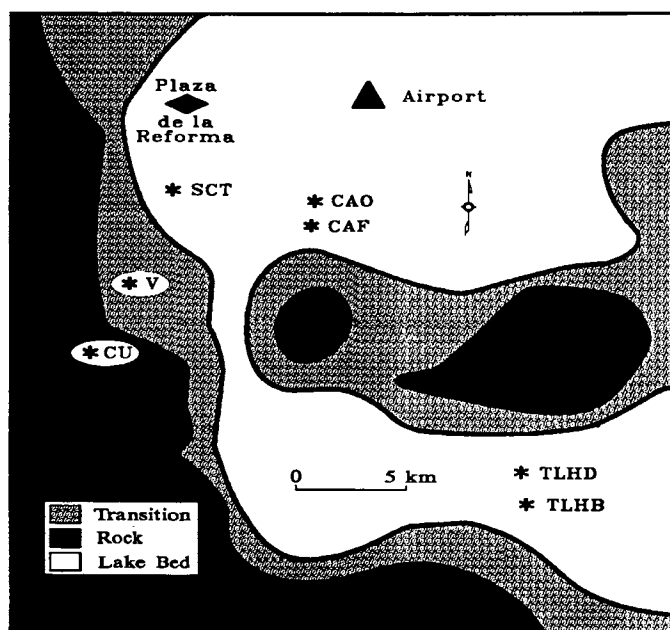 Plaza
de la
Reforma
Airport
SCT
CAO
CAF
N
V
CU
0 5 km
TLHD
TLHB
Transition
Rock
Lake Bed